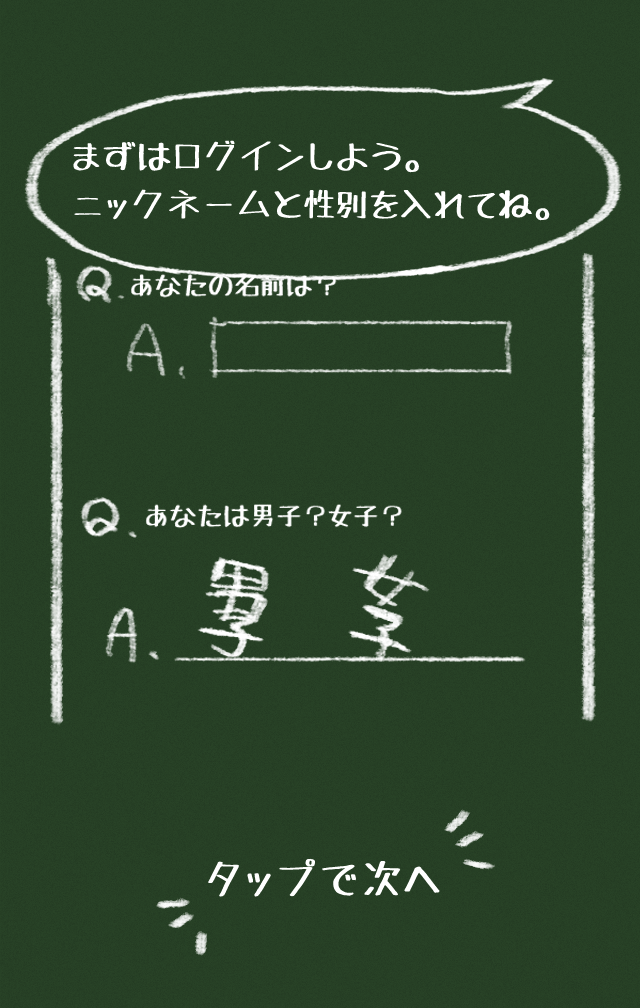 まずはログインしよう。
ニックネームと性別を入れてね。
Q. あなたの名前は？
A.
Q. あなたは男子？女子？
A. 男子 女子
タップで次へ